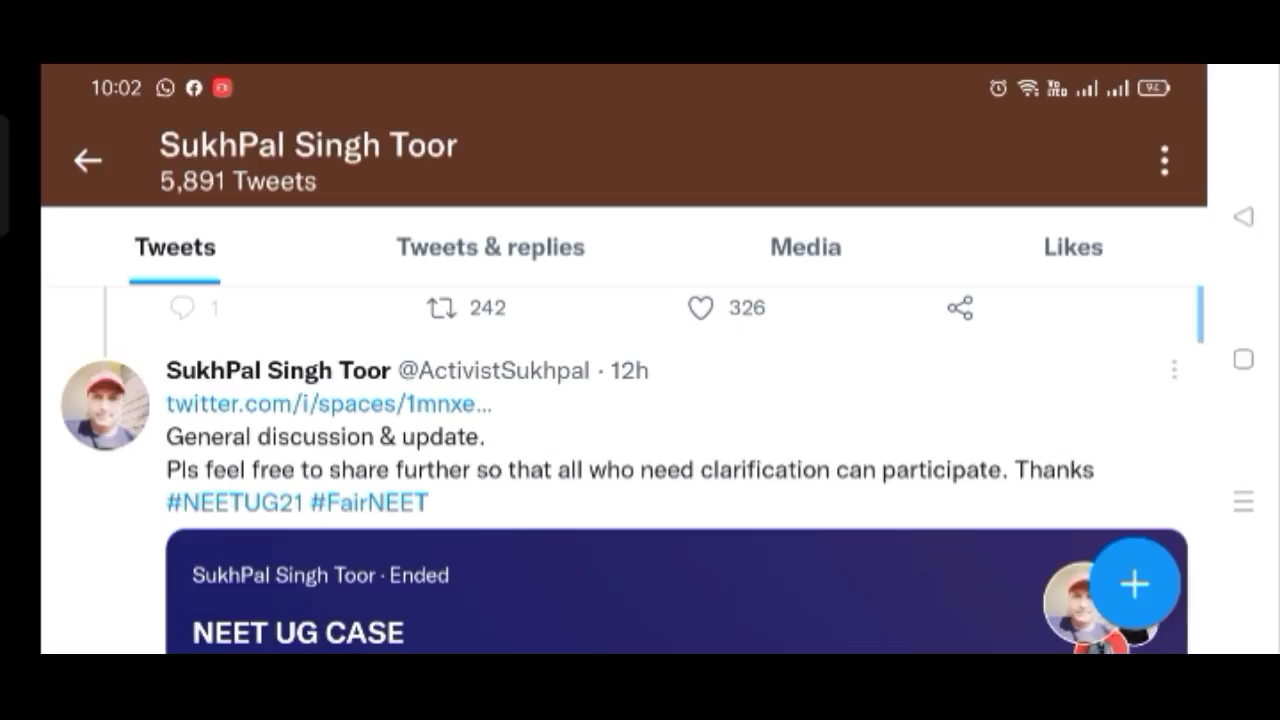 10:02
94
SukhPal Singh Toor
5,891 Tweets
Tweets Tweets & replies Media Likes
1 242 326
SukhPal Singh Toor @ActivistSukhpal · 12h
twitter.com/i/spaces/1mnxe...
General discussion & update.
Pls feel free to share further so that all who need clarification can participate. Thanks
#NEETUG21 #FairNEET
SukhPal Singh Toor · Ended
NEET UG CASE